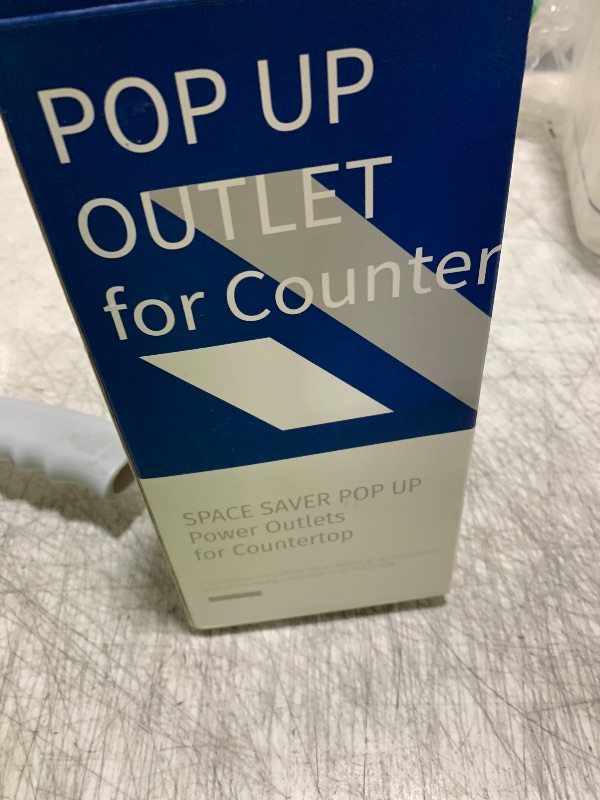 POP UP
OUTLET
for Counter
SPACE SAVER POP UP
Power Outlets
for Countertop